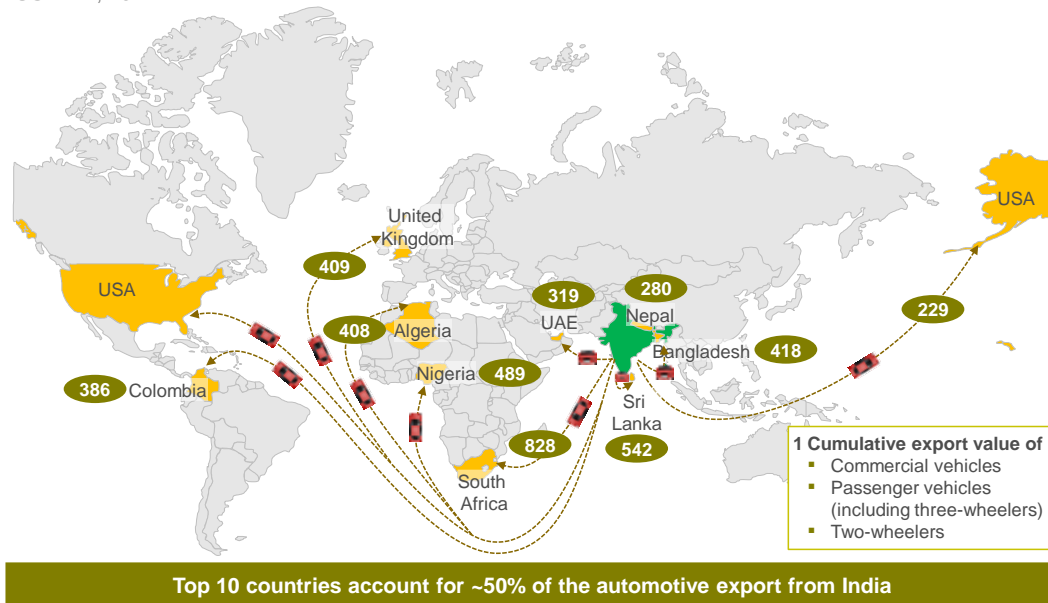 United
Kingdom
USA
409
319
280
229
USA
408
Algeria
UAE
Nepal
Bangladesh
418
386
Colombia
Nigeria
489
Sri
Lanka
828
542
South
Africa
1 Cumulative export value of
▪ Commercial vehicles
▪ Passenger vehicles
(including three-wheelers)
▪ Two-wheelers
Top 10 countries account for ~50% of the automotive export from India